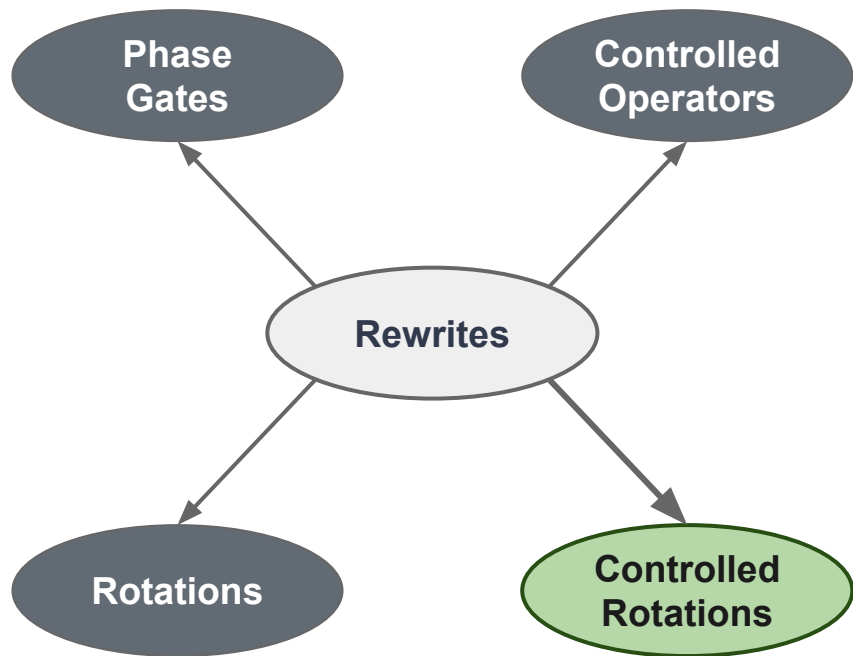 Phase
Gates
Controlled
Operators
Rewrites
Rotations
Controlled
Rotations